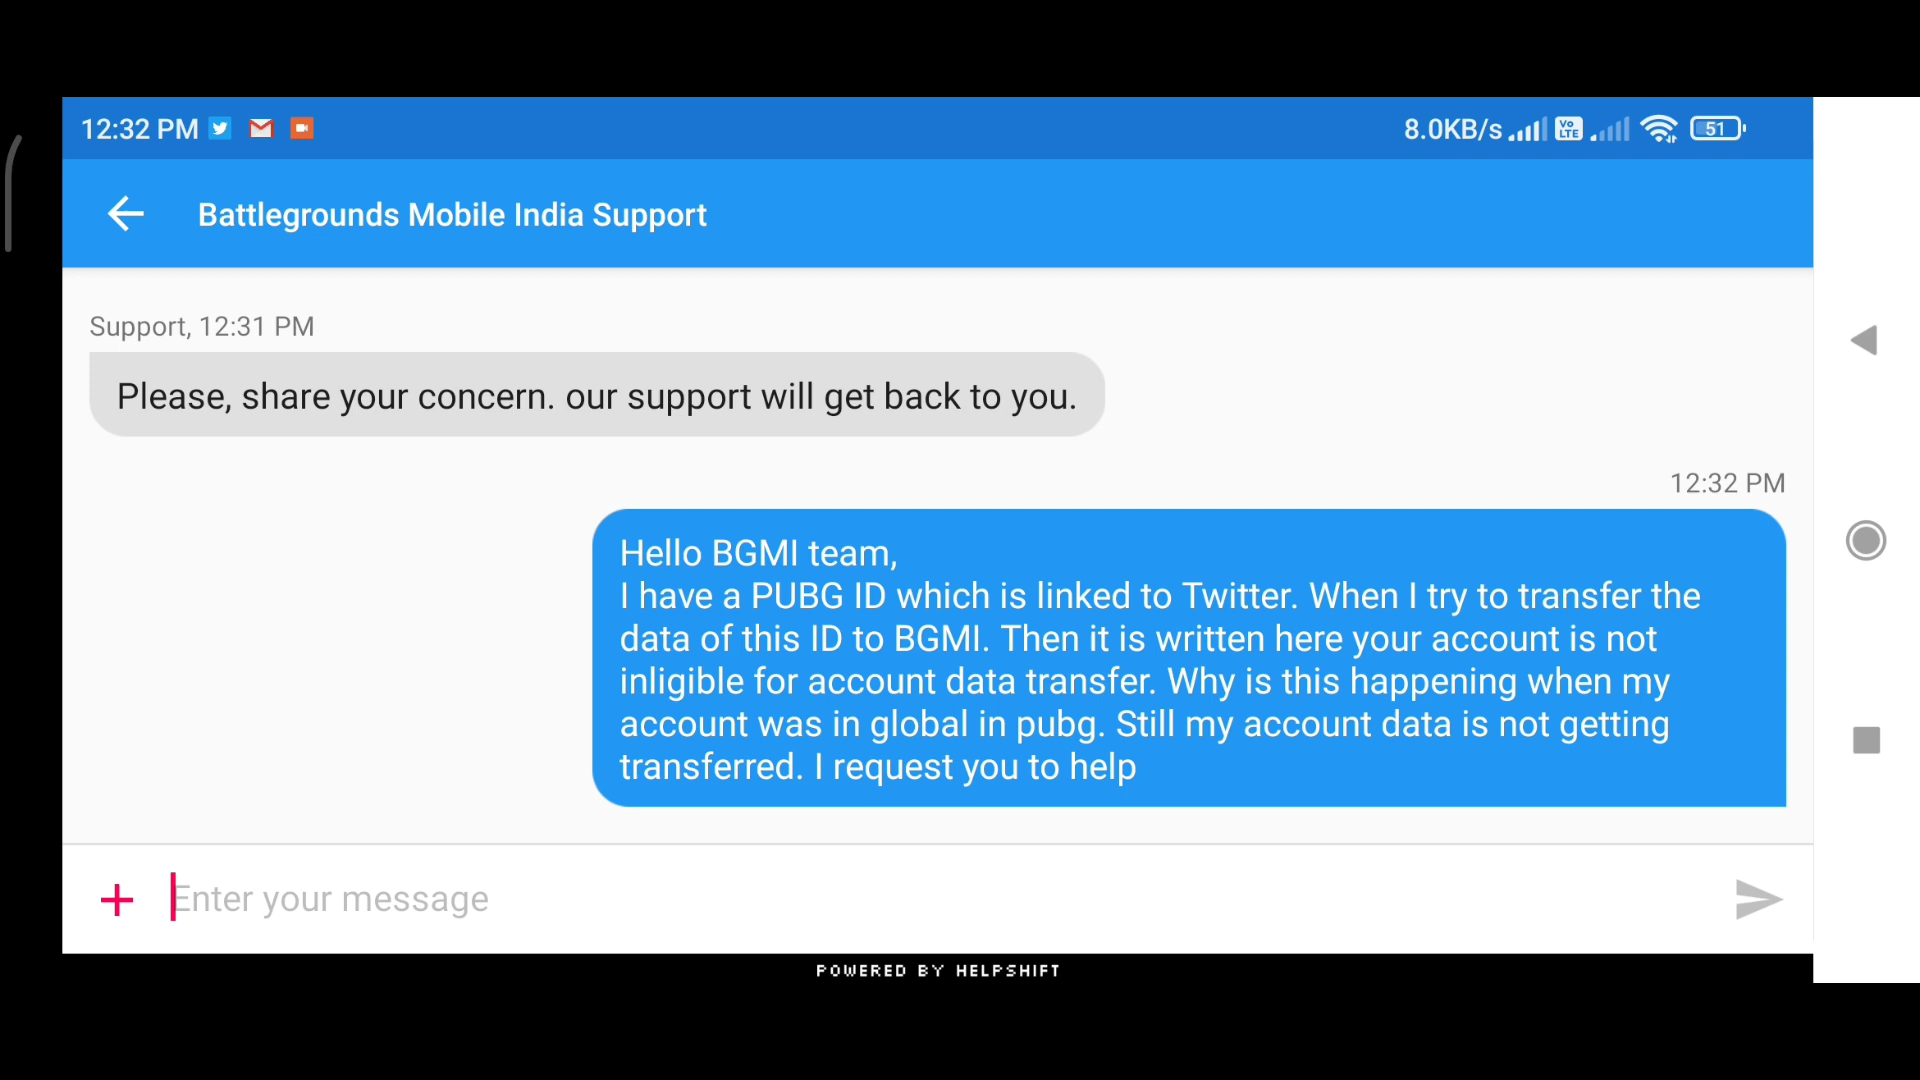 12:32 PM
8.0KB/s Vo LTE 51
Battlegrounds Mobile India Support
Support, 12:31 PM
Please, share your concern. our support will get back to you.
12:32 PM
Hello BGMI team,
I have a PUBG ID which is linked to Twitter. When I try to transfer the
data of this ID to BGMI. Then it is written here your account is not
inligible for account data transfer. Why is this happening when my
account was in global in pubg. Still my account data is not getting
transferred. I request you to help
Enter your message
POWERED BY HELPSHIFT